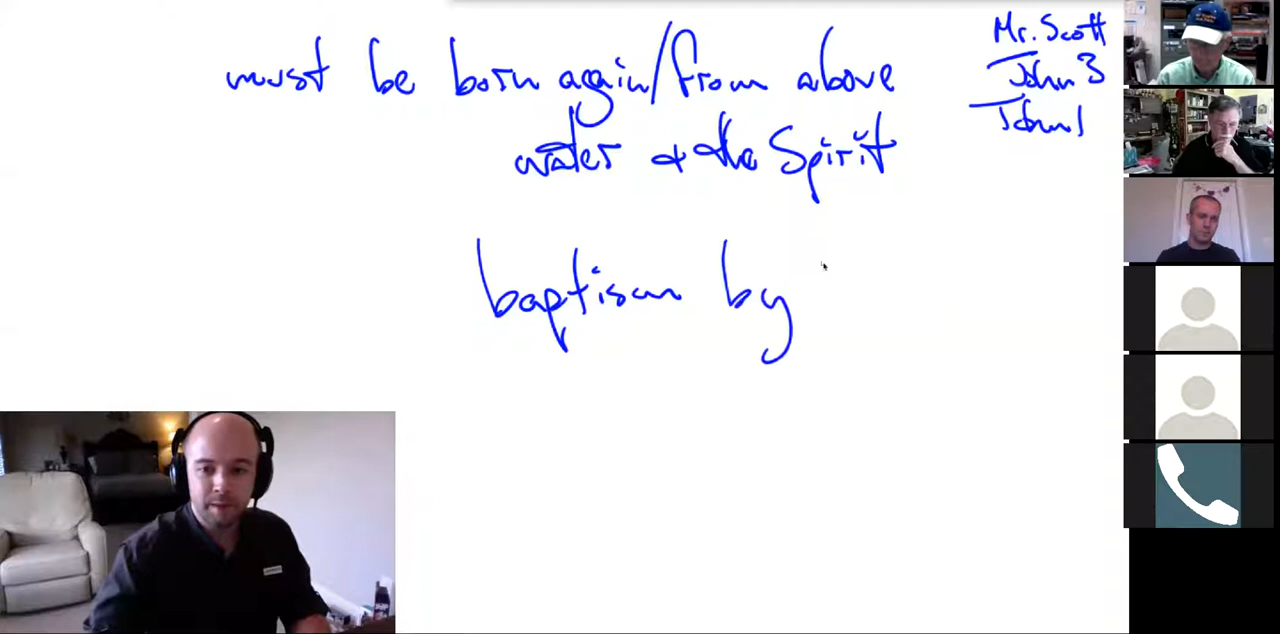 must be born again/from above
water & the Spirit
baptism by
Mr. Scott
John 3
John 1